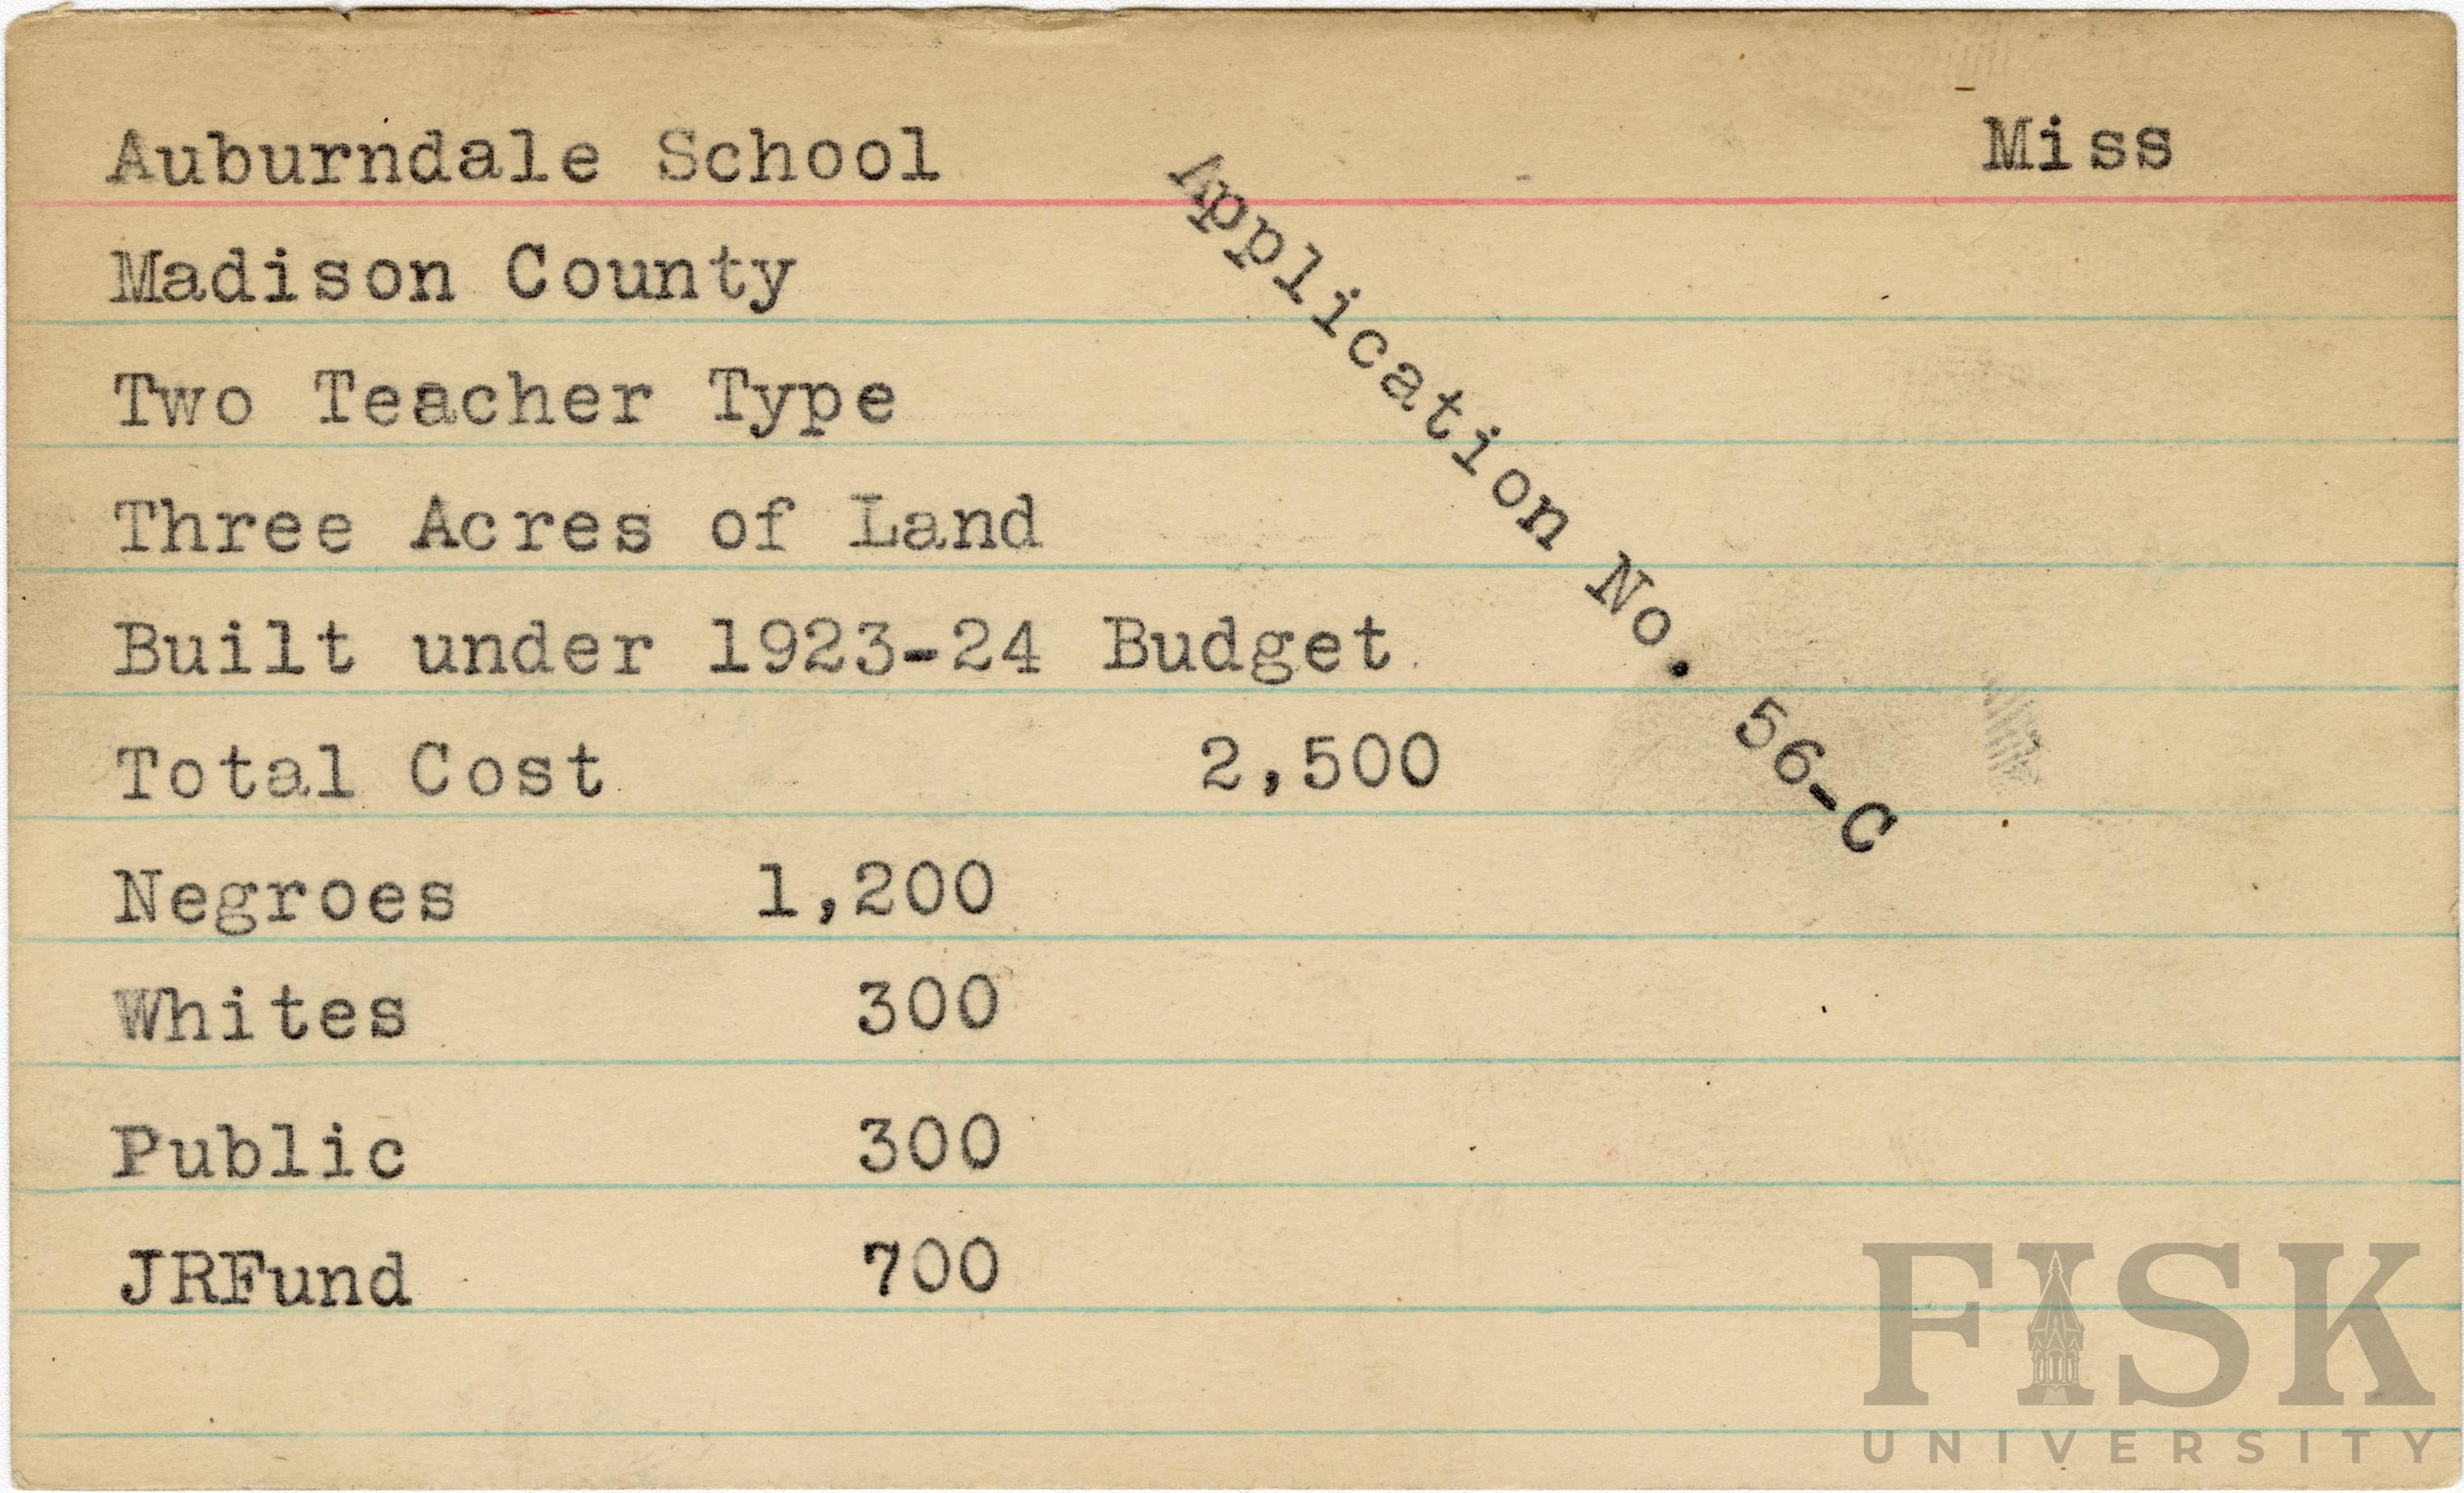 Auburndale School Miss
Application No. 56-C
Madison County
Two Teacher Type
Three Acres of Land
Built under 1923-24 Budget
Total Cost 2,500
Negroes 1,200
Whites 300
Public 300
JRFund 700
FISK
UNIVERSITY